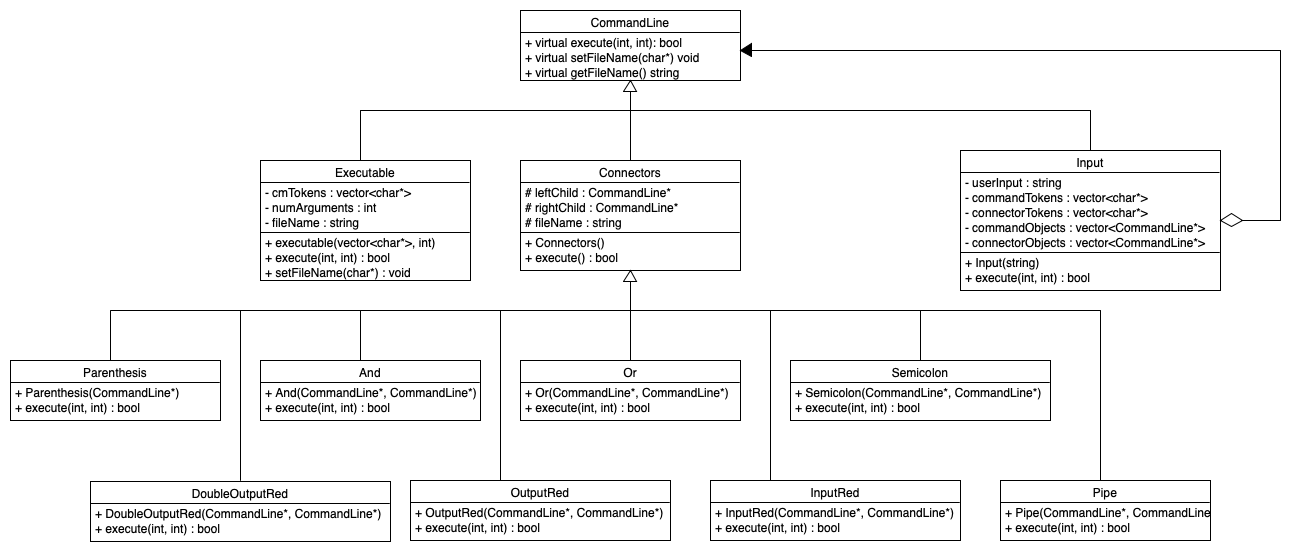 CommandLine
+ virtual execute(int, int): bool
+ virtual setFileName(char*) void
+ virtual getFileName() string
Executable
- cmTokens : vector<char*>
- numArguments : int
- fileName : string
+ executable(vector<char*>, int)
+ execute(int, int) : bool
+ setFileName(char*) : void
Connectors
# leftChild : CommandLine*
# rightChild : CommandLine*
# fileName : string
+ Connectors()
+ execute() : bool
Input
- userInput : string
- commandTokens : vector<char*>
- connectorTokens : vector<char*>
- commandObjects : vector<CommandLine*>
- connectorObjects : vector<CommandLine*>
+ Input(string)
+ execute(int, int) : bool
Parenthesis
+ Parenthesis(CommandLine*)
+ execute(int, int) : bool
And
+ And(CommandLine*, CommandLine*)
+ execute(int, int) : bool
Or
+ Or(CommandLine*, CommandLine*)
+ execute(int, int) : bool
Semicolon
+ Semicolon(CommandLine*, CommandLine*)
+ execute(int, int) : bool
DoubleOutputRed
+ DoubleOutputRed(CommandLine*, CommandLine*)
+ execute(int, int) : bool
OutputRed
+ OutputRed(CommandLine*, CommandLine*)
+ execute(int, int) : bool
InputRed
+ InputRed(CommandLine*, CommandLine*)
+ execute(int, int) : bool
Pipe
+ Pipe(CommandLine*, CommandLine
+ execute(int, int) : bool